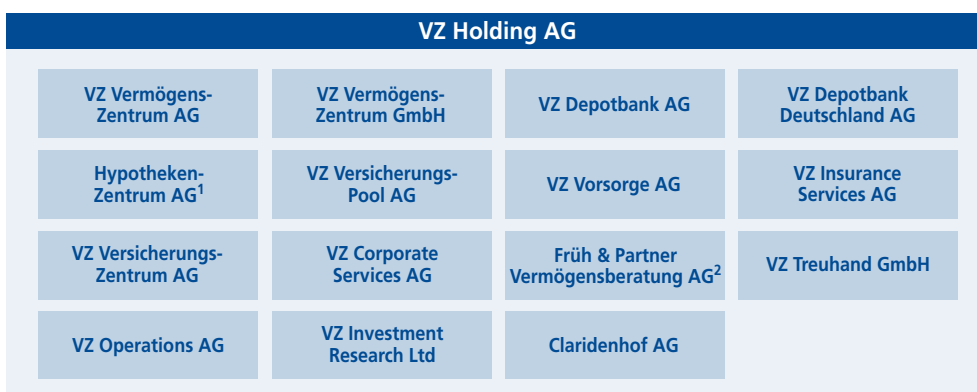 VZ Holding AG
VZ Vermögens-
Zentrum AG
VZ Vermögens-
Zentrum GmbH
VZ Depotbank AG
VZ Depotbank
Deutschland AG
Hypotheken-
Zentrum AG¹
VZ Versicherungs-
Pool AG
VZ Vorsorge AG
VZ Insurance
Services AG
VZ Versicherungs-
Zentrum AG
VZ Corporate
Services AG
Früh & Partner
Vermögensberatung AG²
VZ Treuhand GmbH
VZ Operations AG
VZ Investment
Research Ltd
Claridenhof AG